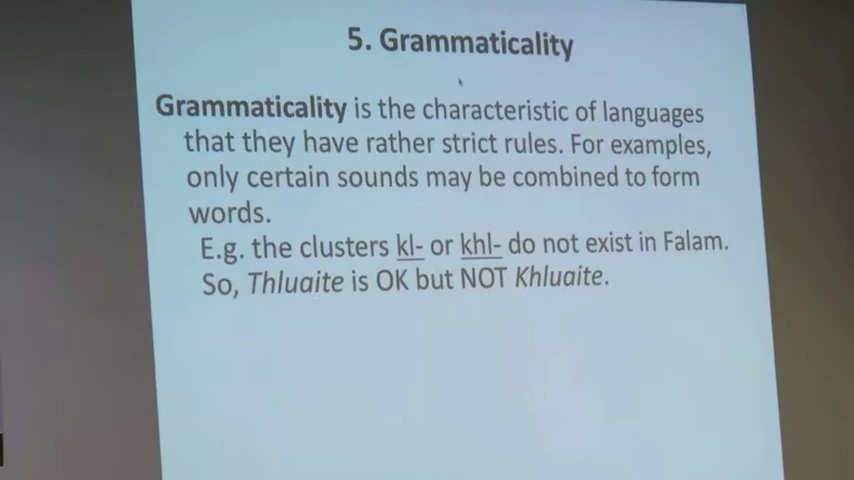 5. Grammaticality
Grammaticality is the characteristic of languages
that they have rather strict rules. For examples,
only certain sounds may be combined to form
words.
E.g. the clusters kl- or khl- do not exist in Falam.
So, Thluaite is OK but NOT Khluaite.